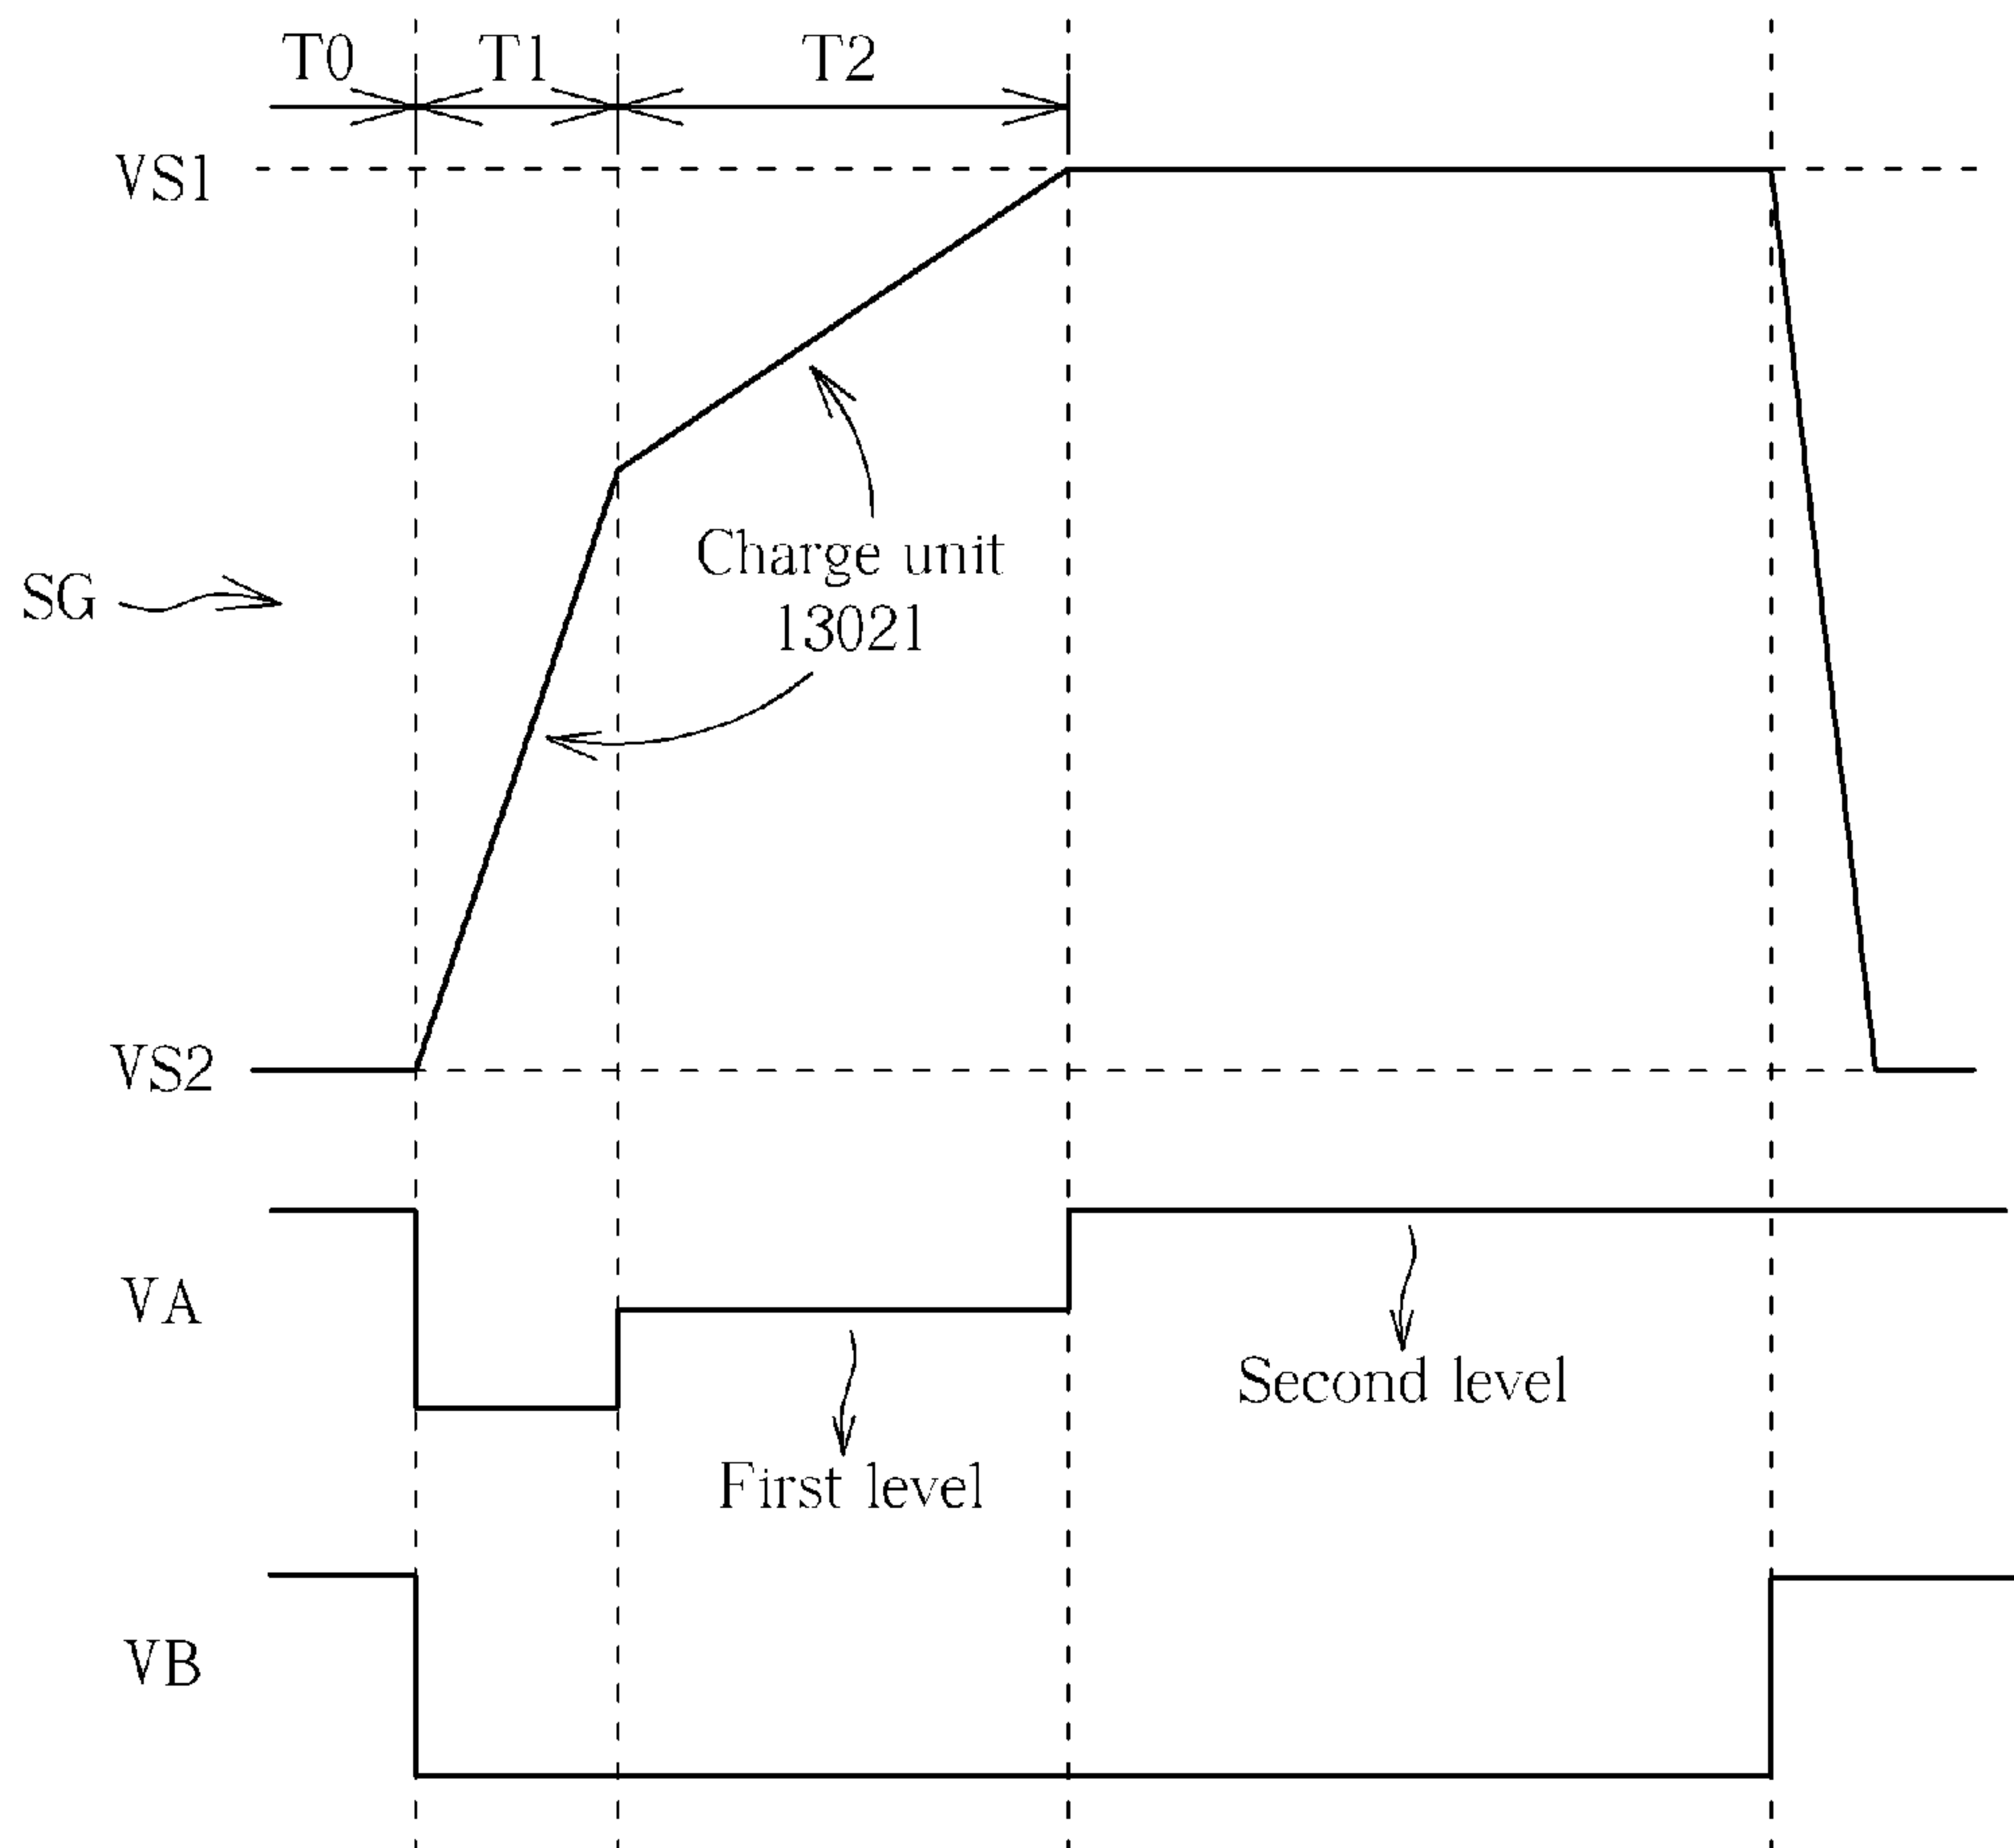 T0
T1
T2
VS1
Charge unit
13021
SG
VS2
VA
Second level
First level
VB